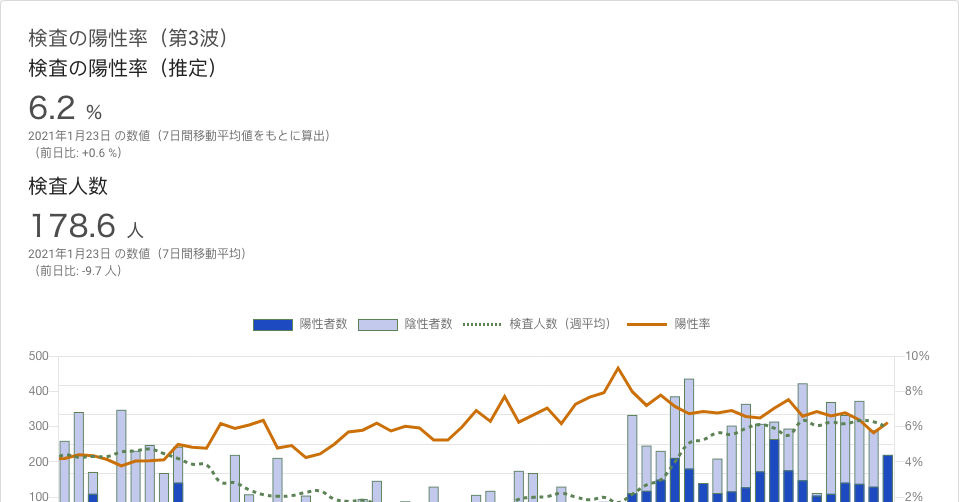 検査の陽性率（第3波）
検査の陽性率（推定）
6.2 %
2021年1月23日 の数値（7日間移動平均値をもとに算出）
（前日比: +0.6 %）
検査人数
178.6 人
2021年1月23日 の数値（7日間移動平均）
（前日比: -9.7 人）
陽性者数 陰性者数 検査人数（週平均） 陽性率
500 10%
400 8%
300 6%
200 4%
100 2%